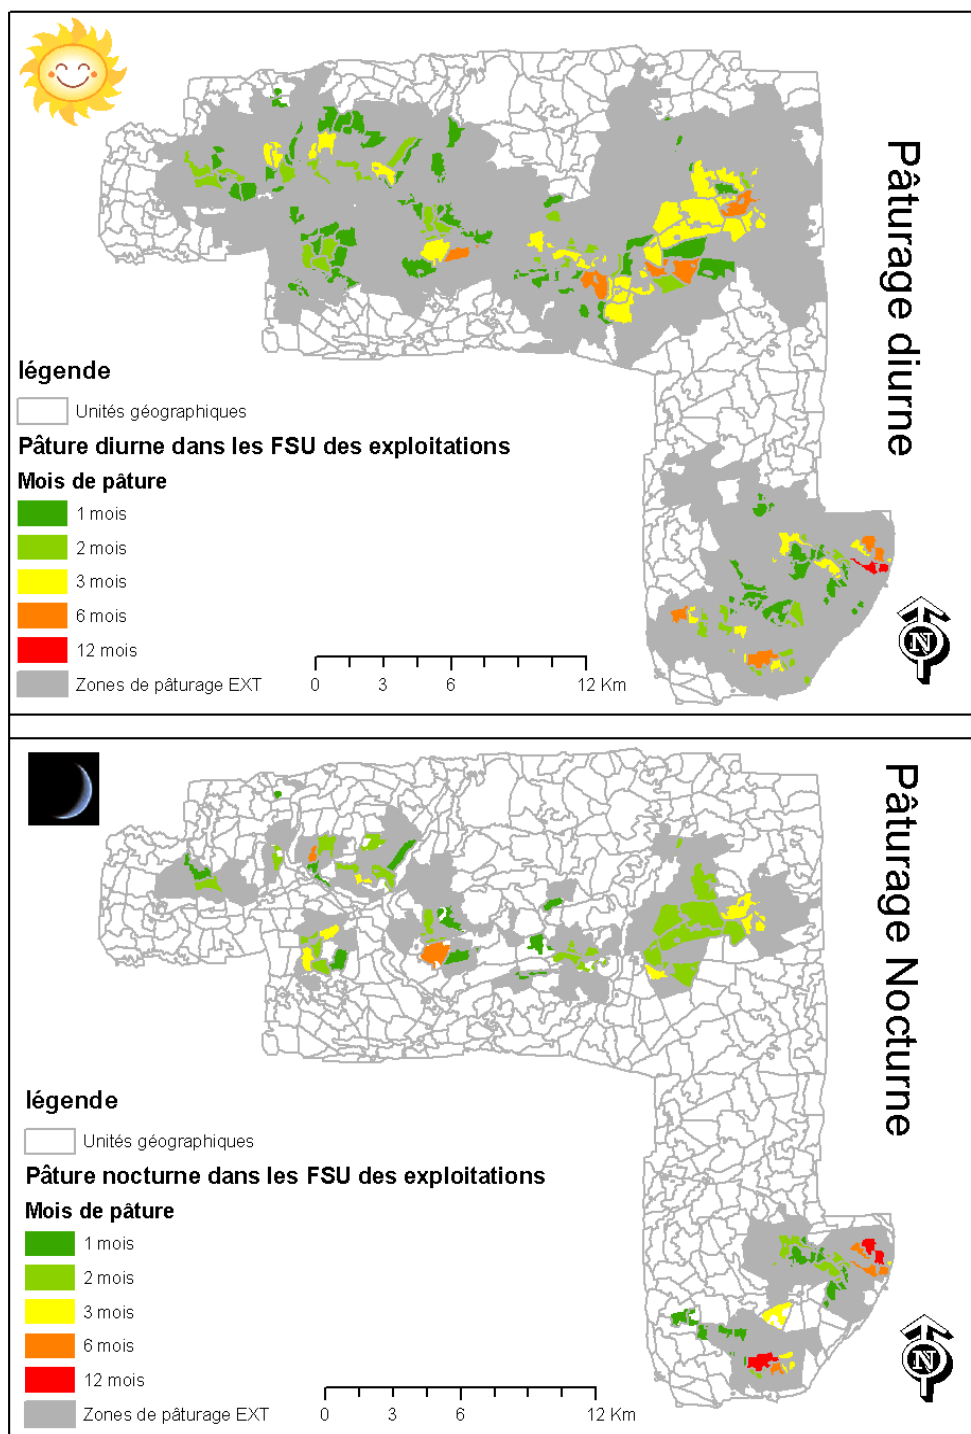 Pâturage diurne
légende
Unités géographiques
Pâture diurne dans les FSU des exploitations
Mois de pâture
1 mois
2 mois
3 mois
6 mois
12 mois
Zones de pâturage EXT
0 3 6 12 Km
N
Pâturage Nocturne
légende
Unités géographiques
Pâture nocturne dans les FSU des exploitations
Mois de pâture
1 mois
2 mois
3 mois
6 mois
12 mois
Zones de pâturage EXT
0 3 6 12 Km
N